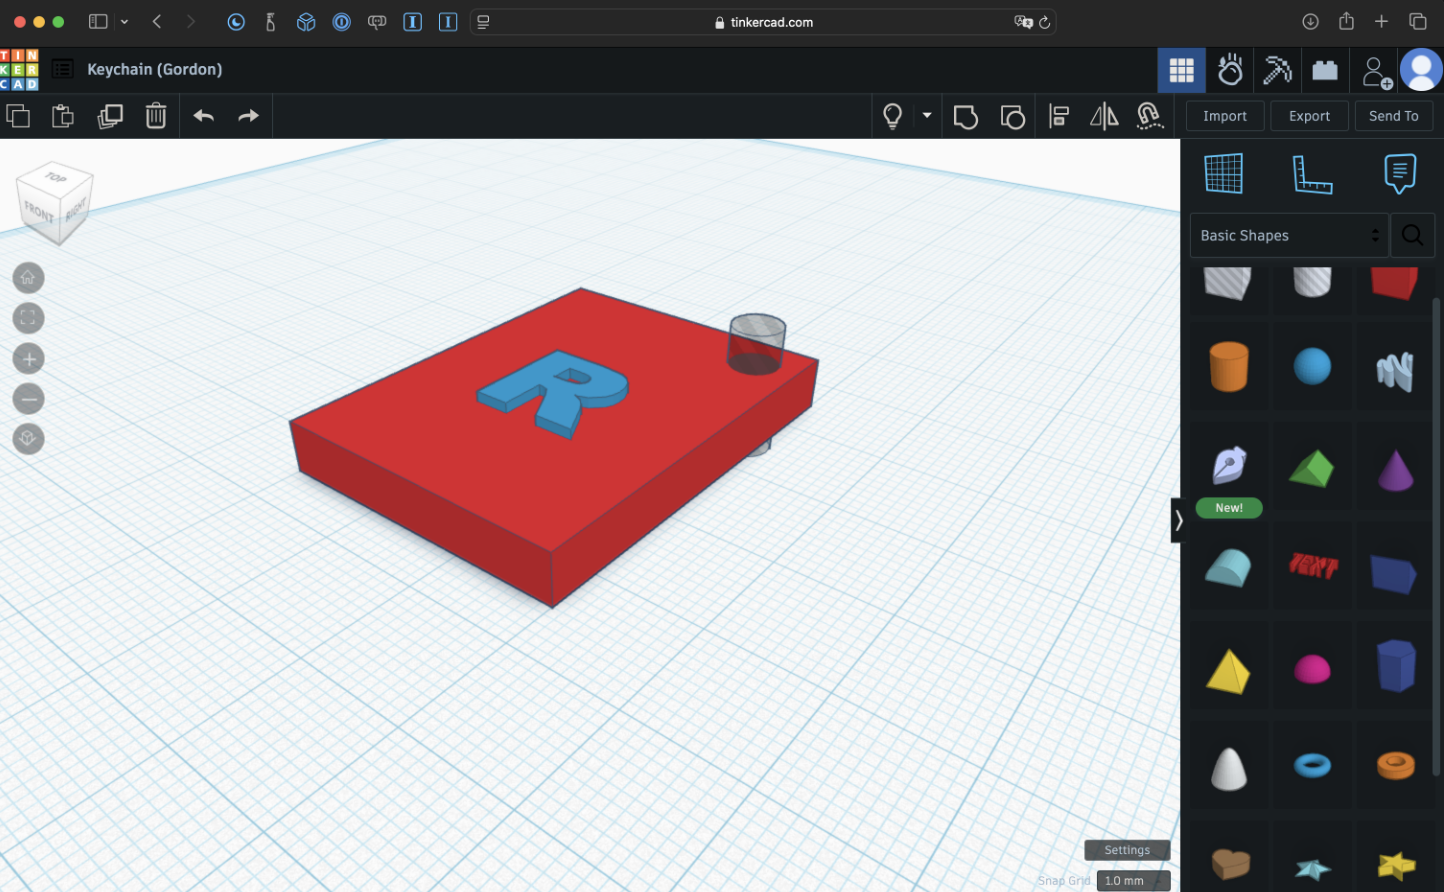 tinkercad.com
TIN
KER
CAD
Keychain (Gordon)
Import
Export
Send To
TOP
FRONT
RIGHT
Basic Shapes
R
New!
TEXT
Settings
Snap Grid
1.0 mm